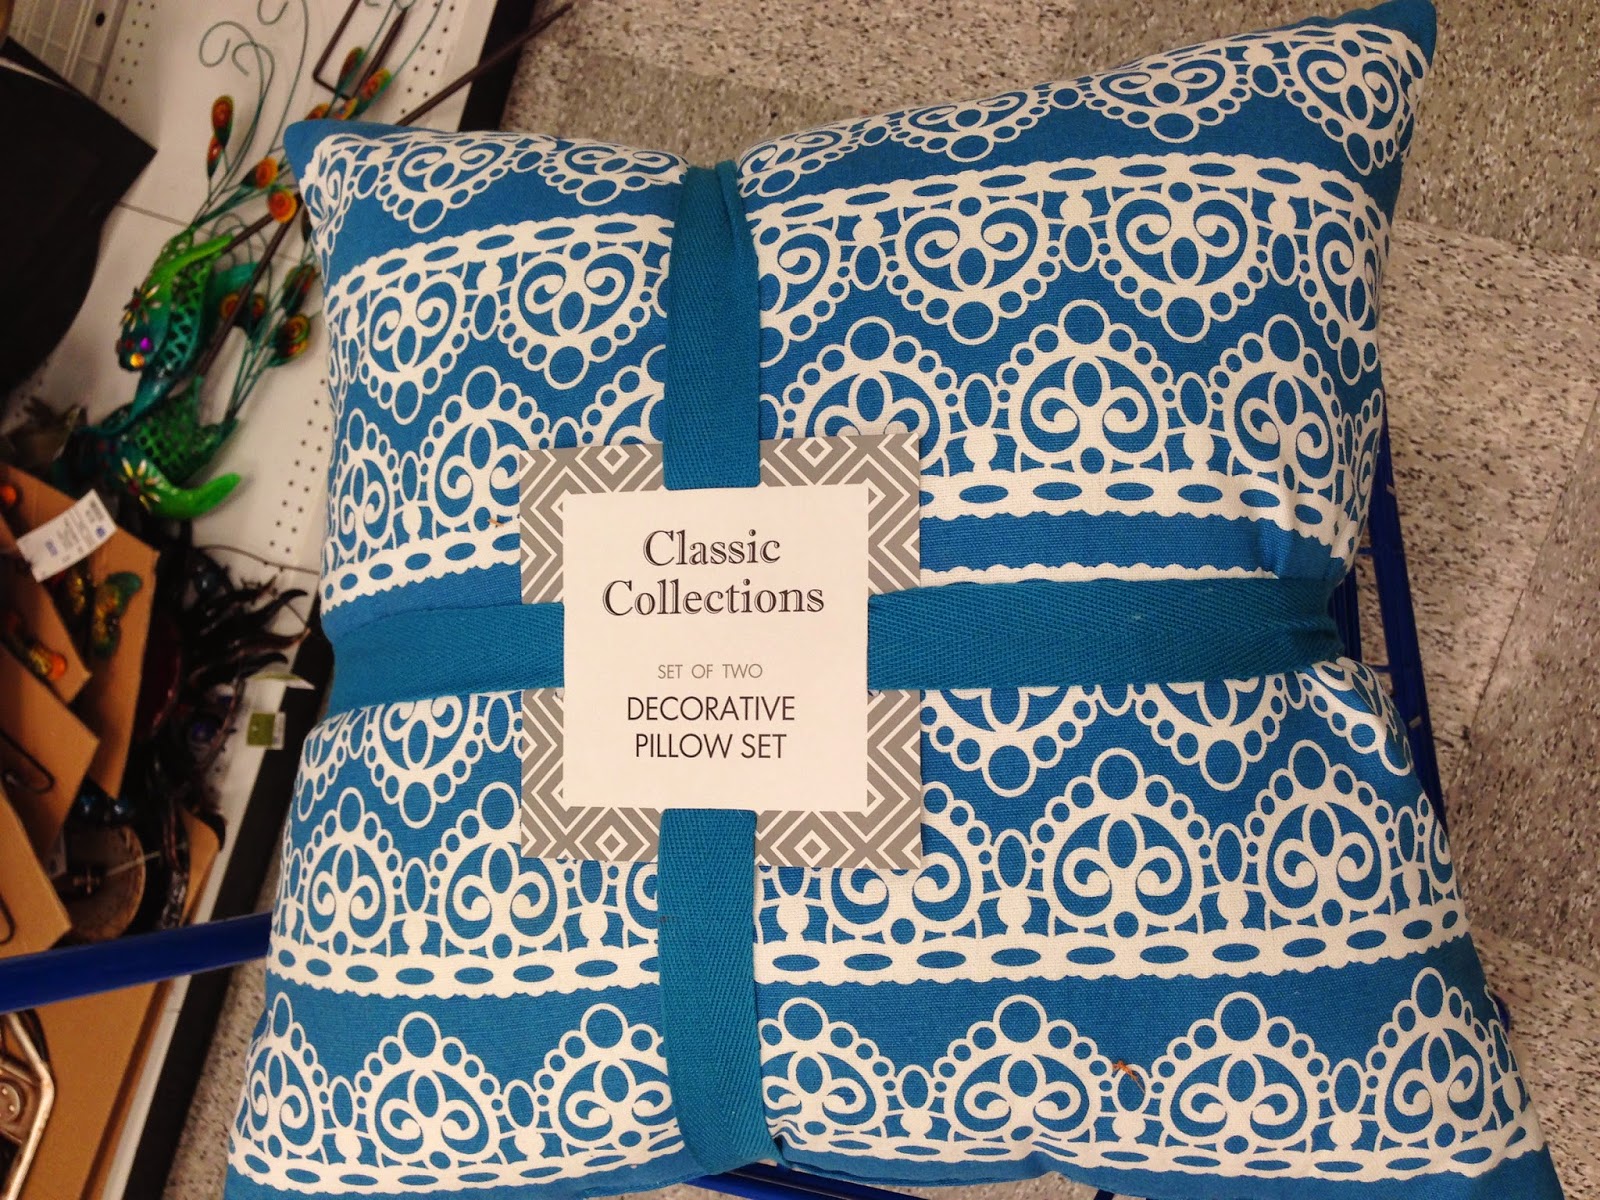 Classic
Collections
SET OF TWO
DECORATIVE
PILLOW SET